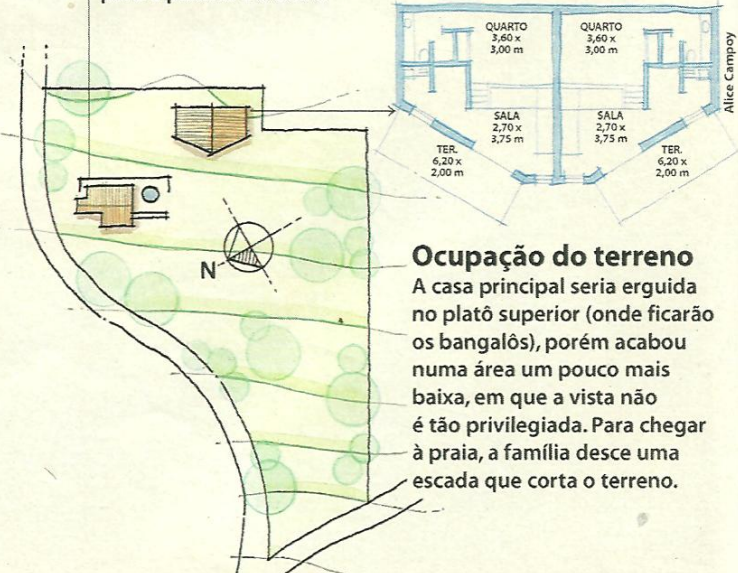 QUARTO
3,60 x
3,00 m
QUARTO
3,60 x
3,00 m
SALA
2,70 x
3,75 m
SALA
2,70 x
3,75 m
TER.
6,20 x
2,00 m
TER.
6,20 x
2,00 m
Alice Campoy
N
Ocupação do terreno
A casa principal seria erguida
no platô superior (onde ficarão
os bangalôs), porém acabou
numa área um pouco mais
baixa, em que a vista não
é tão privilegiada. Para chegar
à praia, a família desce uma
escada que corta o terreno.